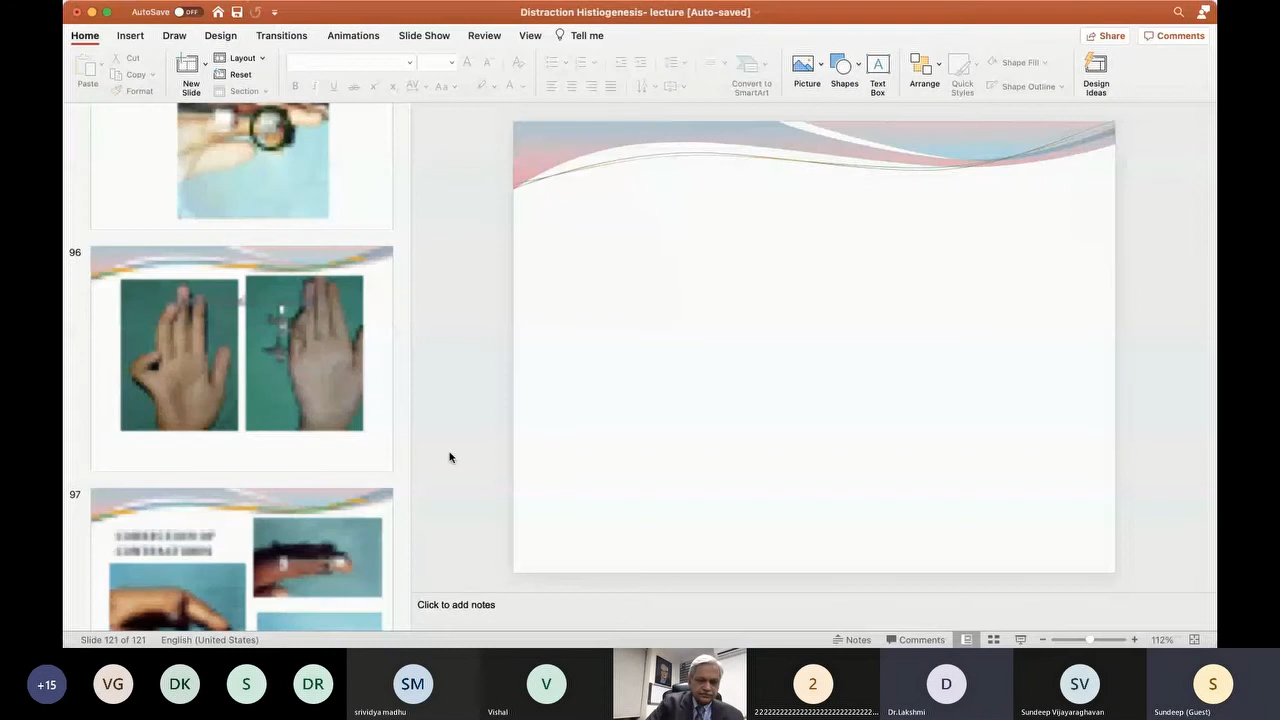 AutoSave OFF
Distraction Histiogenesis- lecture [Auto-saved]
Home Insert Draw Design Transitions Animations Slide Show Review View Tell me
Share Comments
Paste
Cut
Copy
Format
New
Slide
Layout
Reset
Section
Convert to
SmartArt
Picture
Shapes
Text
Box
Arrange
Quick
Styles
Shape Fill
Shape Outline
Design
Ideas
96
97
CORRECTION OF
Click to add notes
Slide 121 of 121 English (United States)
Notes Comments 112%
+15 VG DK S DR SM V 2 D SV S
srividya madhu Vishal Dr.Lakshmi Sundeep Vijayaraghavan Sundeep (Guest)